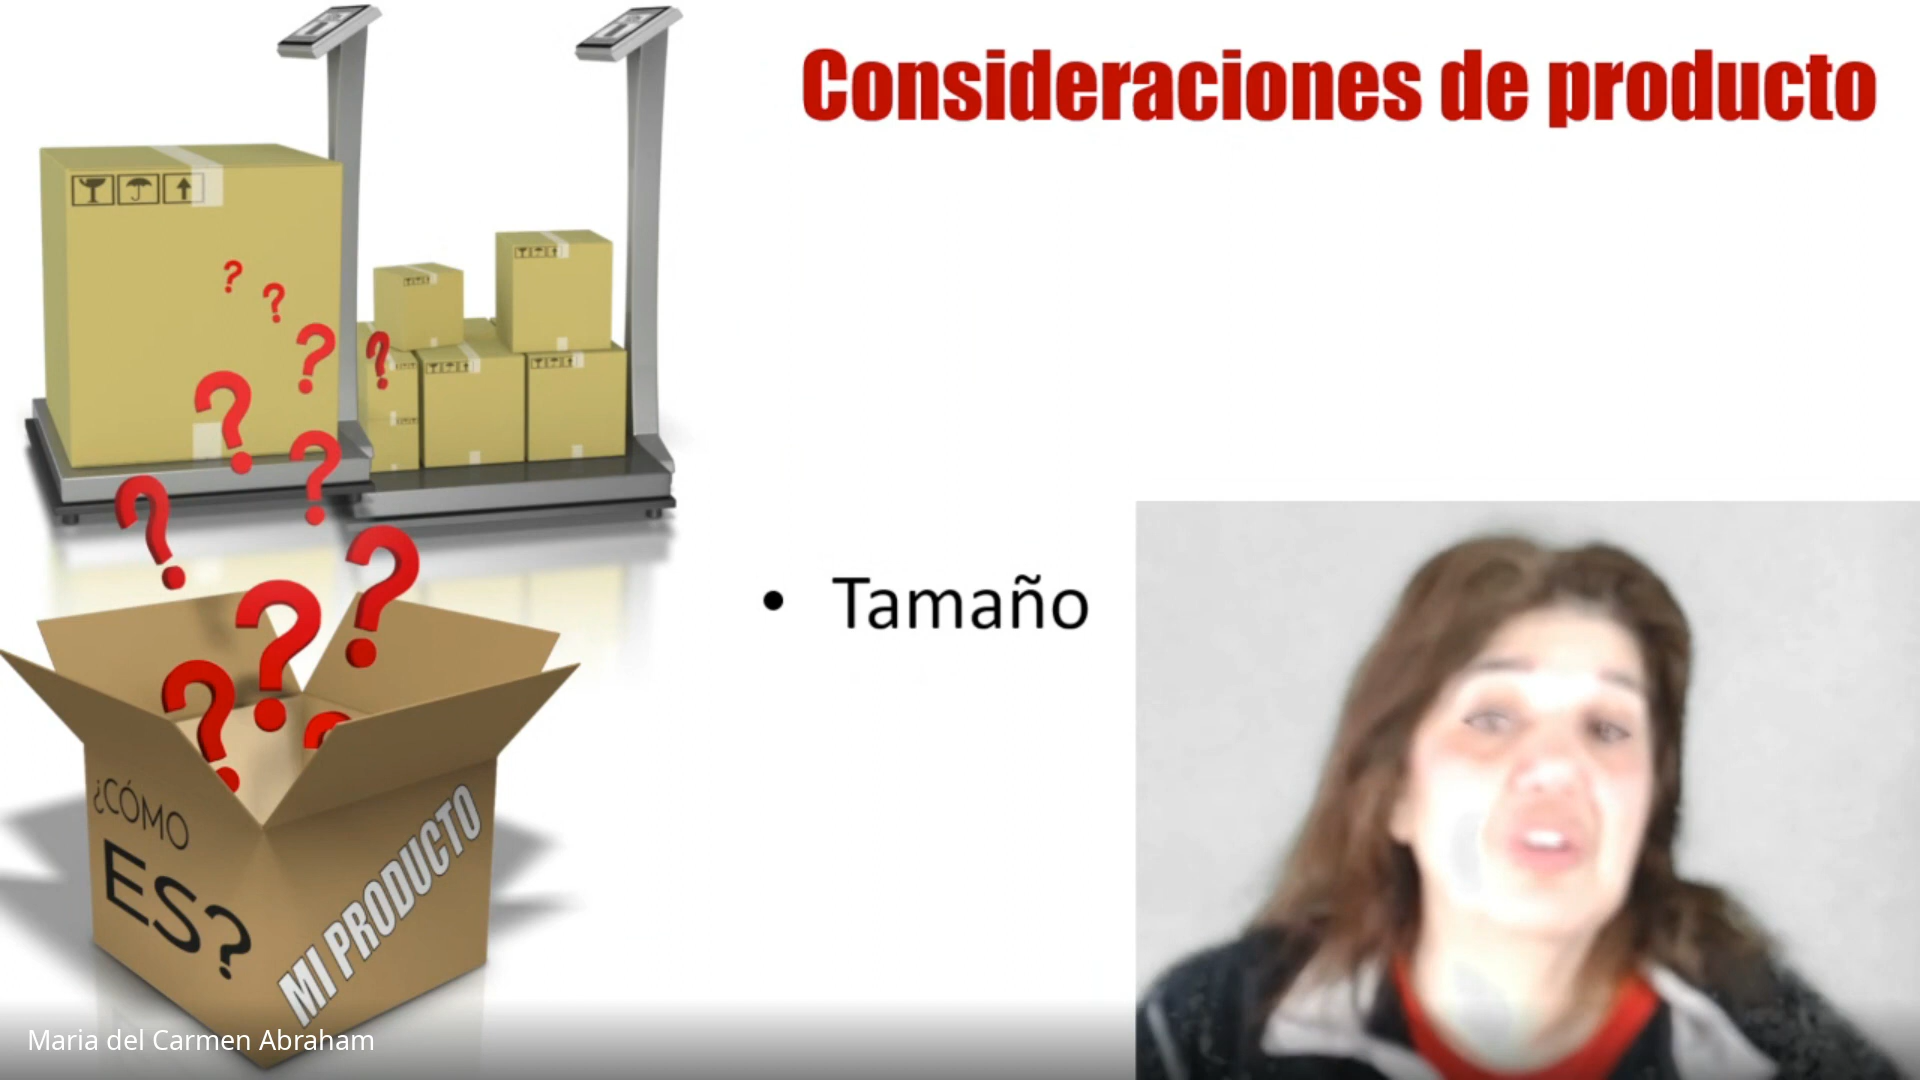 Consideraciones de producto
• Tamaño
¿CÓMO
ES?
MI PRODUCTO
Maria del Carmen Abraham